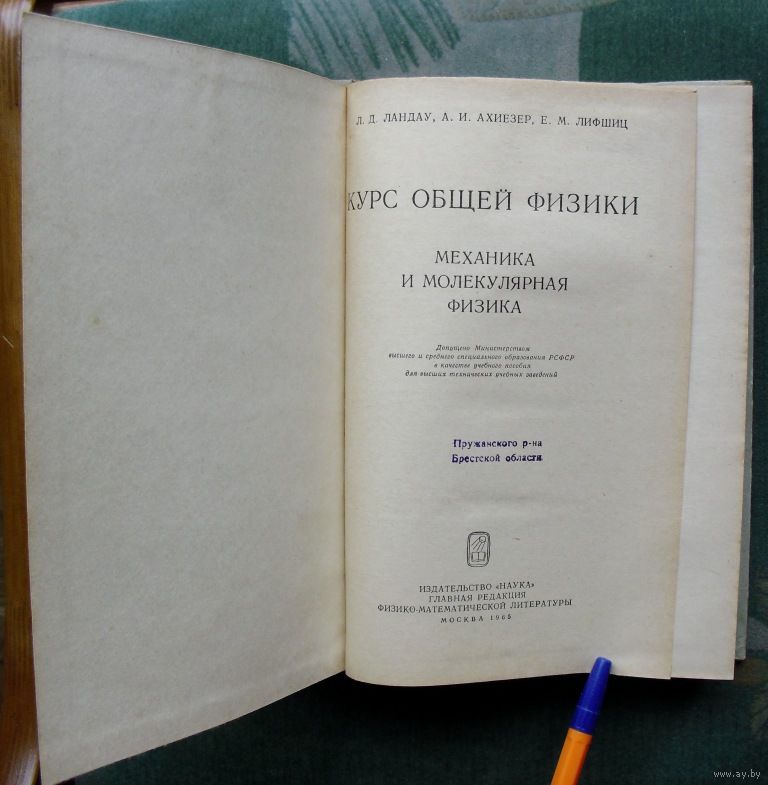 Л. Д. ЛАНДАУ, А. И. АХИЕЗЕР, Е. М. ЛИФШИЦ
КУРС ОБЩЕЙ ФИЗИКИ
МЕХАНИКА
И МОЛЕКУЛЯРНАЯ
ФИЗИКА
Допущено Министерством
высшего и среднего специального образования РСФСР
в качестве учебного пособия
для высших технических учебных заведений
Пружанского р-на
Брестской области
ИЗДАТЕЛЬСТВО «НАУКА»
ГЛАВНАЯ РЕДАКЦИЯ
ФИЗИКО-МАТЕМАТИЧЕСКОЙ ЛИТЕРАТУРЫ
МОСКВА 1965
www.ay.by